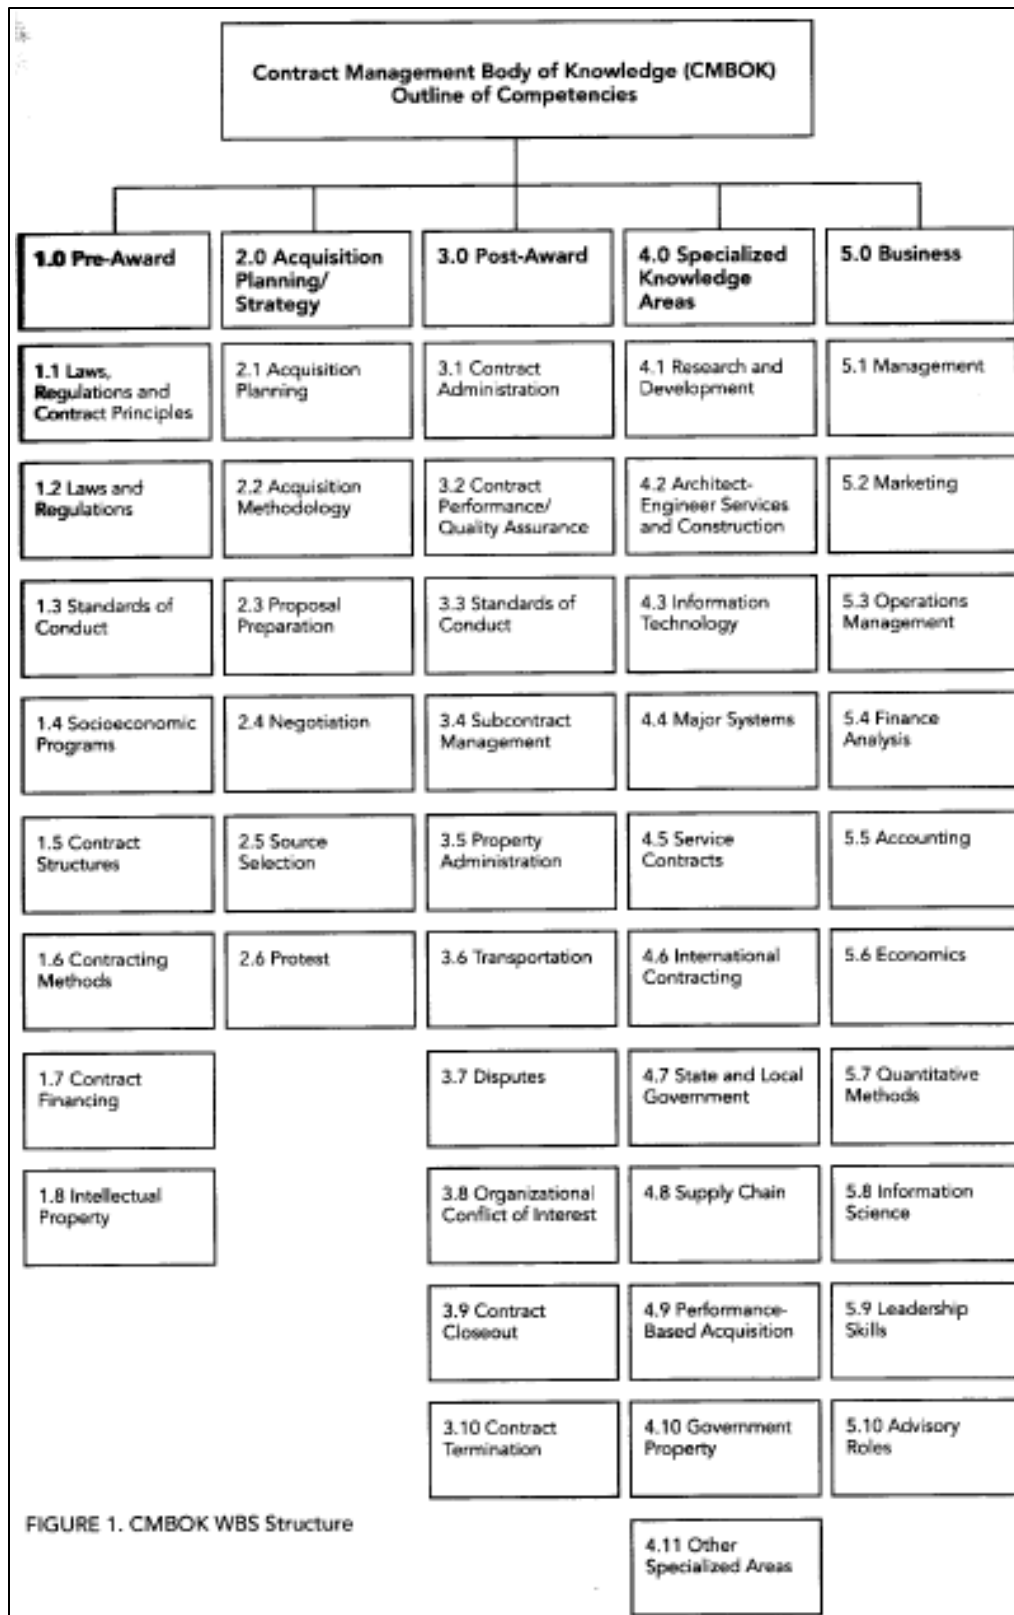 Contract Management Body of Knowledge (CMBOK)
Outline of Competencies
1.0 Pre-Award
2.0 Acquisition
Planning/
Strategy
3.0 Post-Award
4.0 Specialized
Knowledge
Areas
5.0 Business
1.1 Laws,
Regulations and
Contract Principles
2.1 Acquisition
Planning
3.1 Contract
Administration
4.1 Research and
Development
5.1 Management
1.2 Laws and
Regulations
2.2 Acquisition
Methodology
3.2 Contract
Performance/
Quality Assurance
4.2 Architect-
Engineer Services
and Construction
5.2 Marketing
1.3 Standards of
Conduct
2.3 Proposal
Preparation
3.3 Standards of
Conduct
4.3 Information
Technology
5.3 Operations
Management
1.4 Socioeconomic
Programs
2.4 Negotiation
3.4 Subcontract
Management
4.4 Major Systems
5.4 Finance
Analysis
1.5 Contract
Structures
2.5 Source
Selection
3.5 Property
Administration
4.5 Service
Contracts
5.5 Accounting
1.6 Contracting
Methods
2.6 Protest
3.6 Transportation
4.6 International
Contracting
5.6 Economics
1.7 Contract
Financing
3.7 Disputes
4.7 State and Local
Government
5.7 Quantitative
Methods
1.8 Intellectual
Property
3.8 Organizational
Conflict of Interest
4.8 Supply Chain
5.8 Information
Science
3.9 Contract
Closeout
4.9 Performance-
Based Acquisition
5.9 Leadership
Skills
3.10 Contract
Termination
4.10 Government
Property
5.10 Advisory
Roles
FIGURE 1. CMBOK WBS Structure
4.11 Other
Specialized Areas